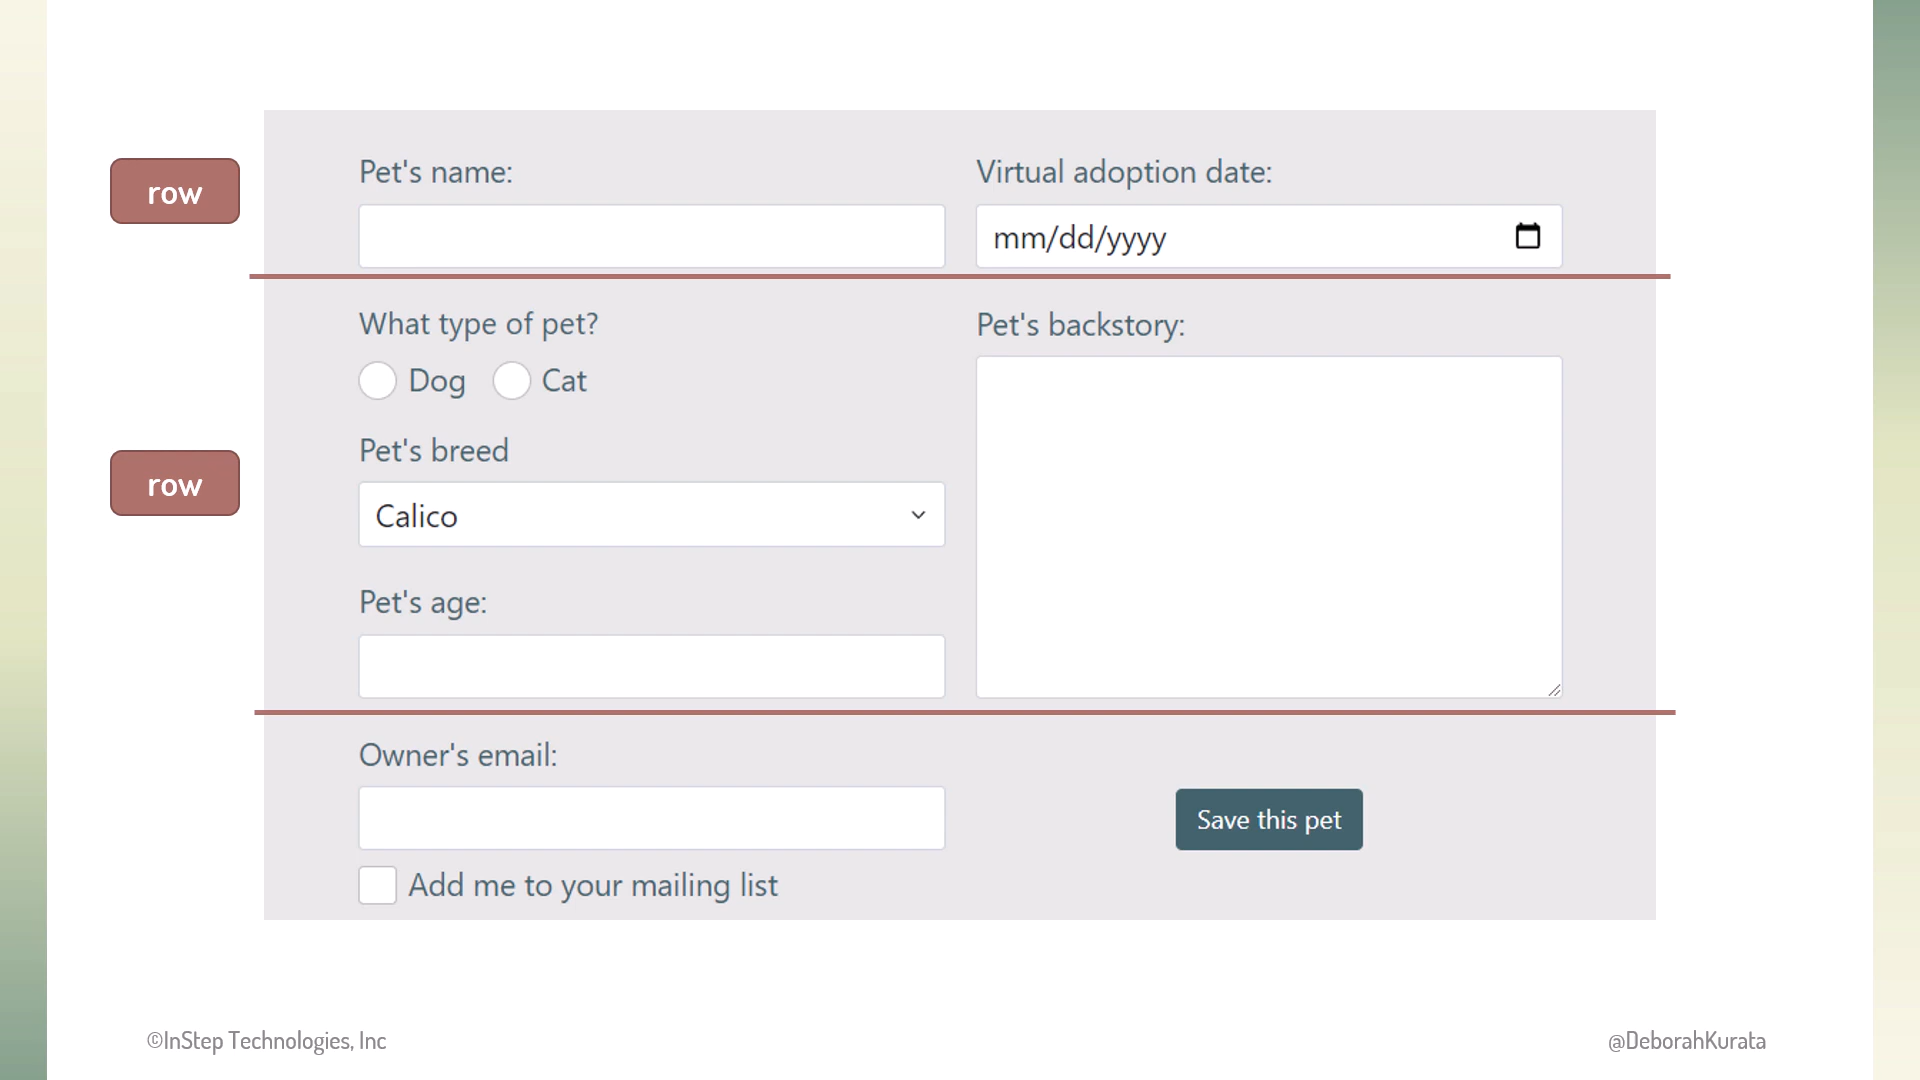 row
Pet's name:
Virtual adoption date:
mm/dd/yyyy
row
What type of pet?
Dog Cat
Pet's breed
Calico
Pet's age:
Pet's backstory:
Owner's email:
Save this pet
Add me to your mailing list
©InStep Technologies, Inc
@DeborahKurata